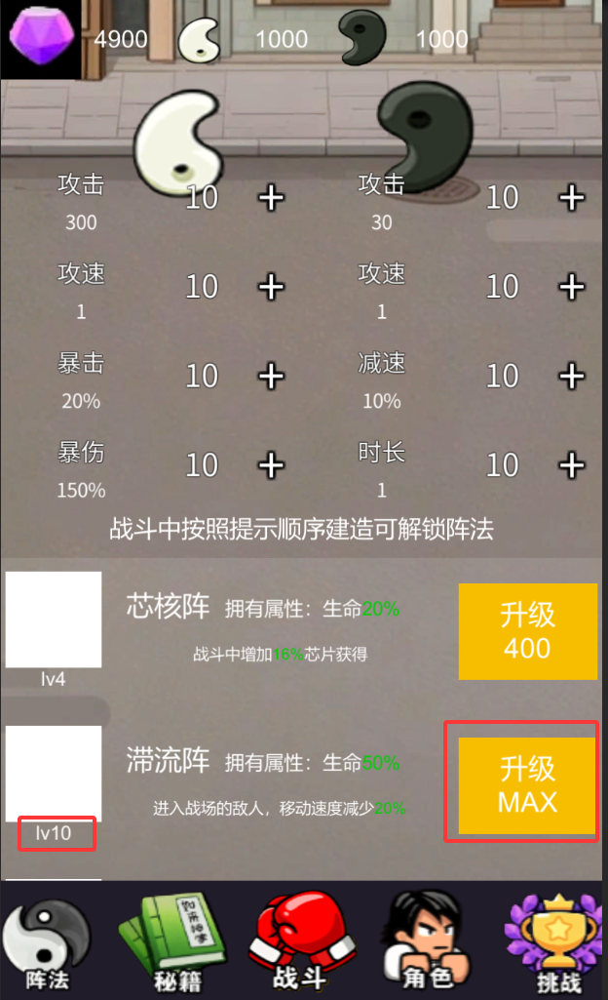 4900 1000 1000
攻击 10 + 攻击 10 +
300 30
攻速 10 + 攻速 10 +
1 1
暴击 10 + 减速 10 +
20% 10%
暴伤 10 + 时长 10 +
150% 1
战斗中按照提示顺序建造可解锁阵法
芯核阵 拥有属性：生命20%
升级
400
战斗中增加16%芯片获得
lv4
滞流阵 拥有属性：生命50%
升级
MAX
进入战场的敌人，移动速度减少20%
lv10
阵法 秘籍 战斗 角色 挑战